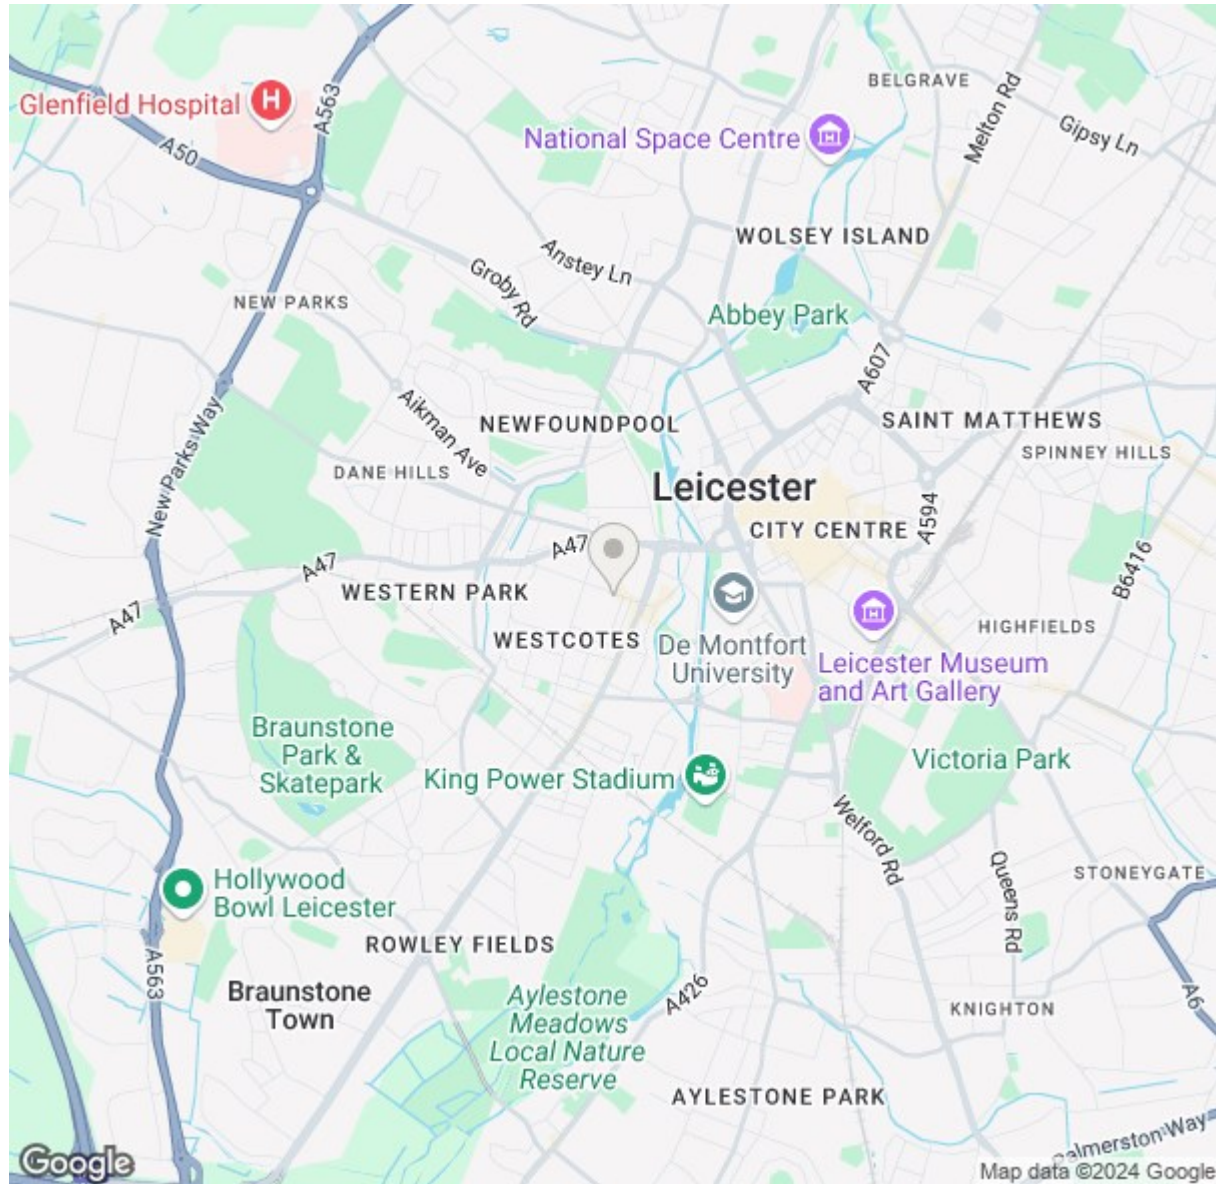 BELGRAVE
Glenfield Hospital
H
A563
Melton Rd
Gipsy Ln
National Space Centre
A50
WOLSEY ISLAND
Anstey Ln
Groby Rd
NEW PARKS
Abbey Park
A607
Aikman Ave
NEWFOUNDPOOL
SAINT MATTHEWS
New Parks Way
DANE HILLS
SPINNEY HILLS
Leicester
CITY CENTRE
A594
A47
A47
B6416
WESTERN PARK
A47
WESTCOTES
De Montfort
University
HIGHFIELDS
Leicester Museum
and Art Gallery
Braunstone
Park &
Skatepark
Victoria Park
King Power Stadium
Welford Rd
Queens Rd
STONEYGATE
Hollywood
Bowl Leicester
ROWLEY FIELDS
A563
Braunstone
Town
Aylestone
Meadows
Local Nature
Reserve
A426
A6
KNIGHTON
AYLESTONE PARK
Palmerston Way
Google
Map data ©2024 Google